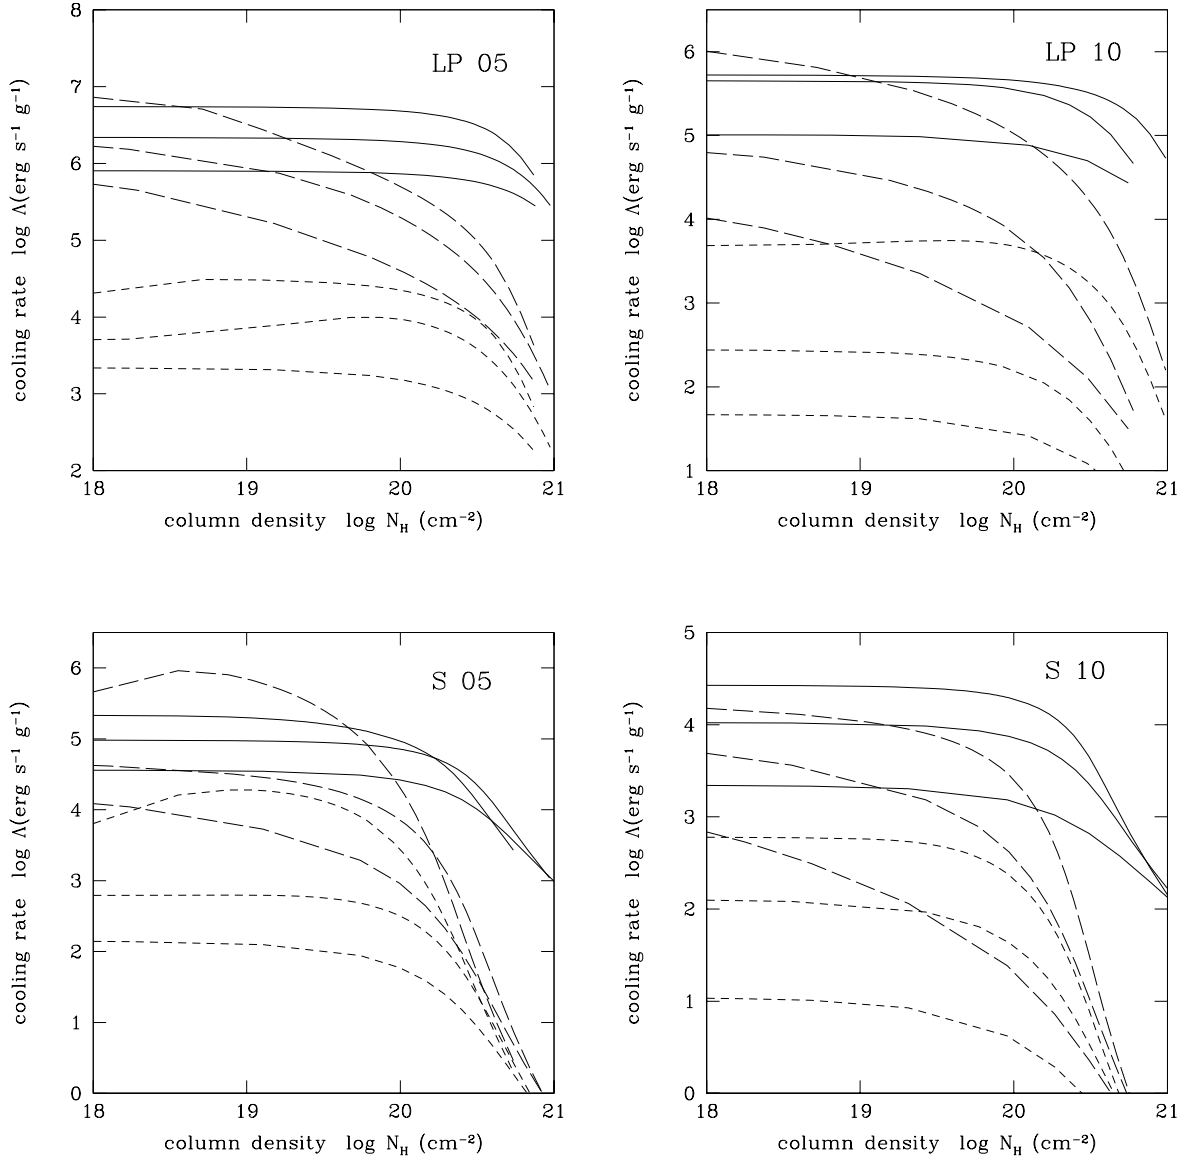 LP 05
8
7
6
5
4
3
2
cooling rate log Λ(erg s⁻¹ g⁻¹)
18 19 20 21
column density log N_H (cm⁻²)
LP 10
6
5
4
3
2
1
cooling rate log Λ(erg s⁻¹ g⁻¹)
18 19 20 21
column density log N_H (cm⁻²)
S 05
6
5
4
3
2
1
0
cooling rate log Λ(erg s⁻¹ g⁻¹)
18 19 20 21
column density log N_H (cm⁻²)
S 10
5
4
3
2
1
0
cooling rate log Λ(erg s⁻¹ g⁻¹)
18 19 20 21
column density log N_H (cm⁻²)